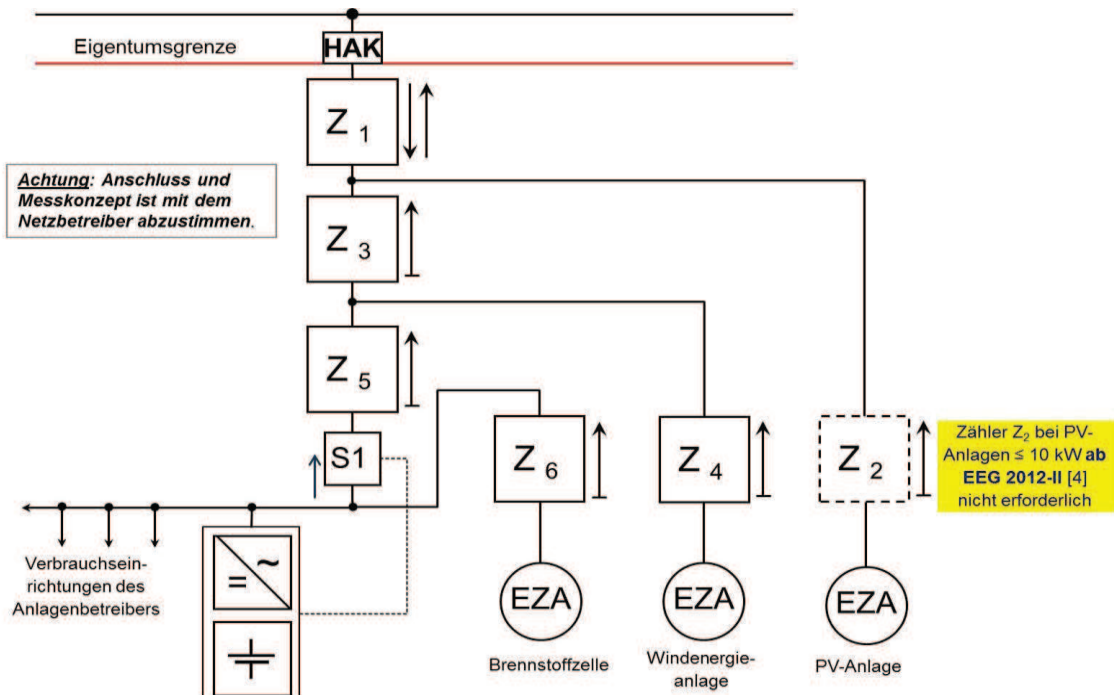 Eigentumsgrenze
HAK
Z 1
Achtung: Anschluss und
Messkonzept ist mit dem
Netzbetreiber abzustimmen.
Z 3
Z 5
S1
Z 6
Z 4
Z 2
Zähler Z2 bei PV-
Anlagen ≤ 10 kW ab
EEG 2012-II [4]
nicht erforderlich
Verbrauchsein-
richtungen des
Anlagenbetreibers
= ~
EZA
EZA
EZA
Brennstoffzelle
Windenergie-
anlage
PV-Anlage